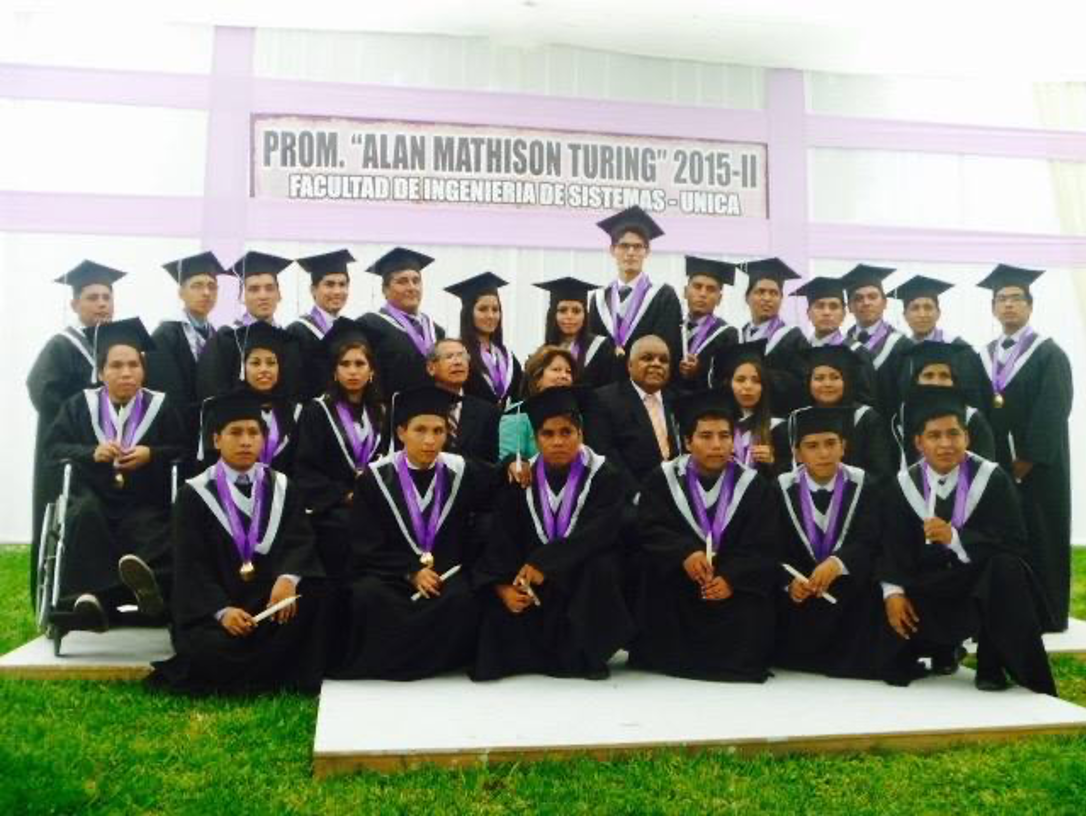 PROM. "ALAN MATHISON TURING" 2015-II
FACULTAD DE INGENIERIA DE SISTEMAS - UNICA